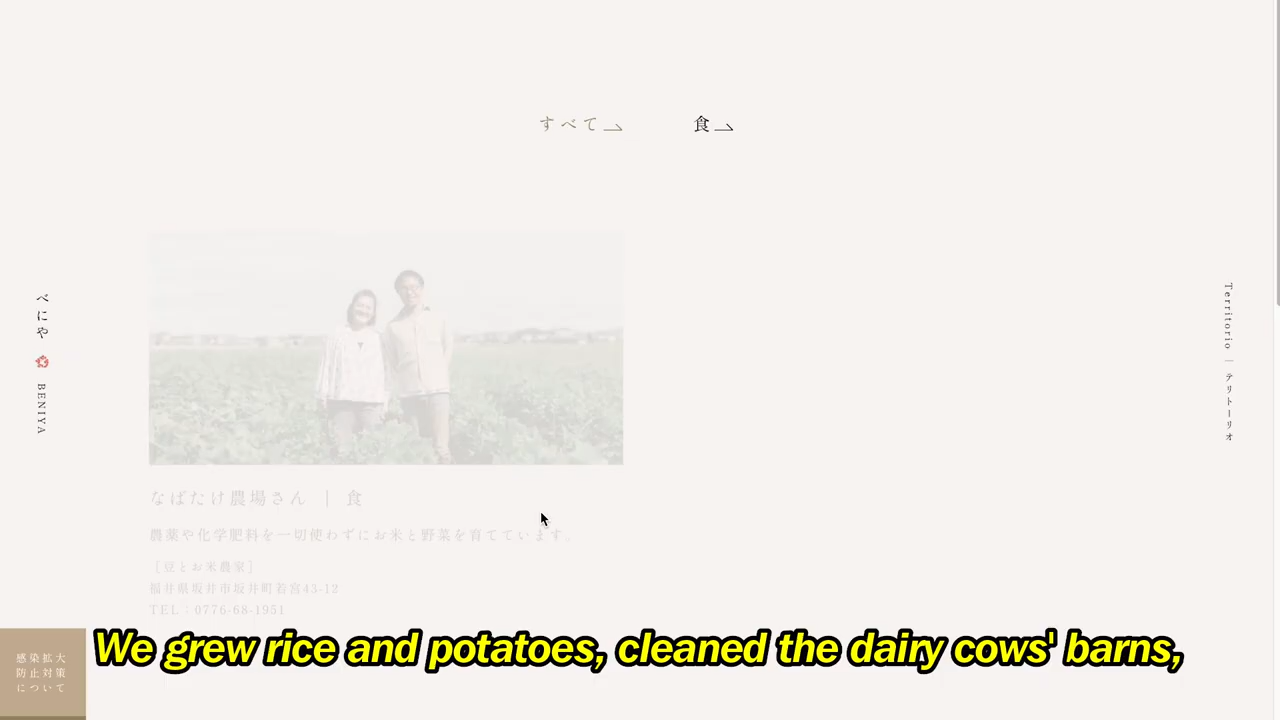 すべて
食
べにや
BENIYA
Territorio | テリトーリオ
なばたけ農場さん | 食
農薬や化学肥料を一切使わずにお米と野菜を育てています。
[豆とお米農家]
福井県坂井市坂井町若宮43-12
TEL:0776-68-1951
感染拡大
防止対策
について
We grew rice and potatoes, cleaned the dairy cows' barns,